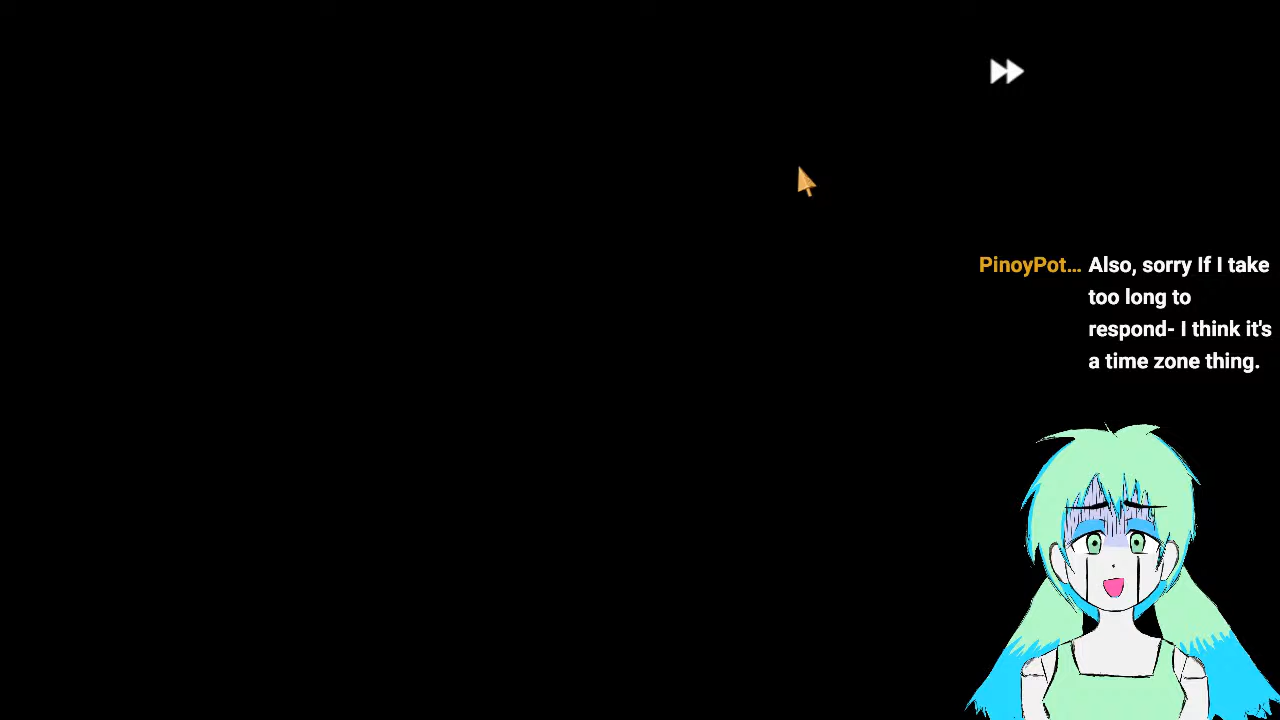 PinoyPot… Also, sorry If I take
too long to
respond- I think it's
a time zone thing.